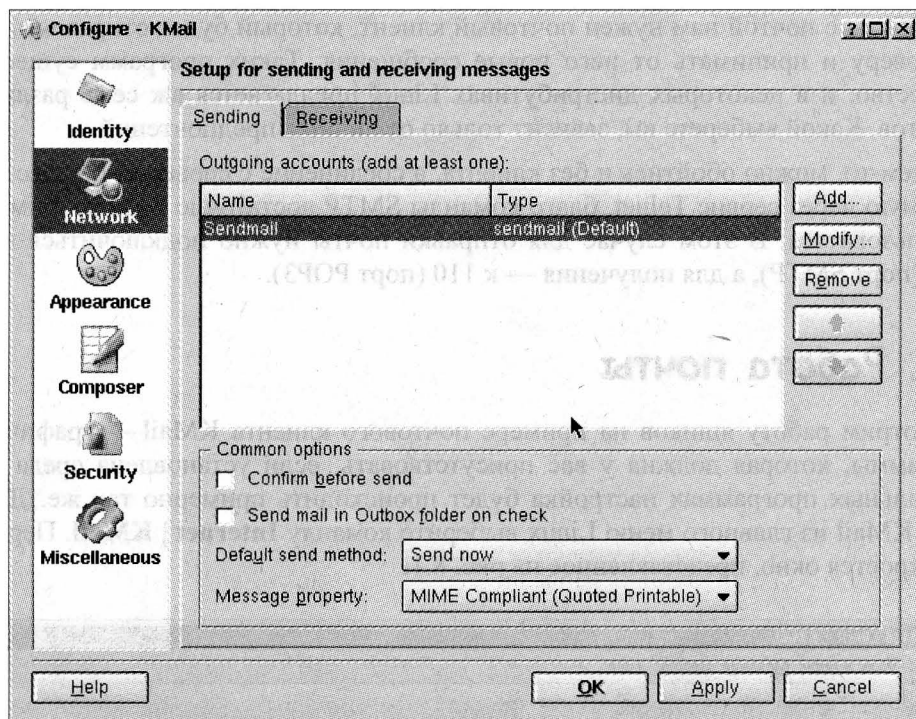 Configure - KMail
Setup for sending and receiving messages
Identity
Network
Appearance
Composer
Security
Miscellaneous
Sending
Receiving
Outgoing accounts (add at least one):
Name Type
Sendmail sendmail (Default)
Add...
Modify...
Remove
Common options
Confirm before send
Send mail in Outbox folder on check
Default send method: Send now
Message property: MIME Compliant (Quoted Printable)
Help
OK
Apply
Cancel